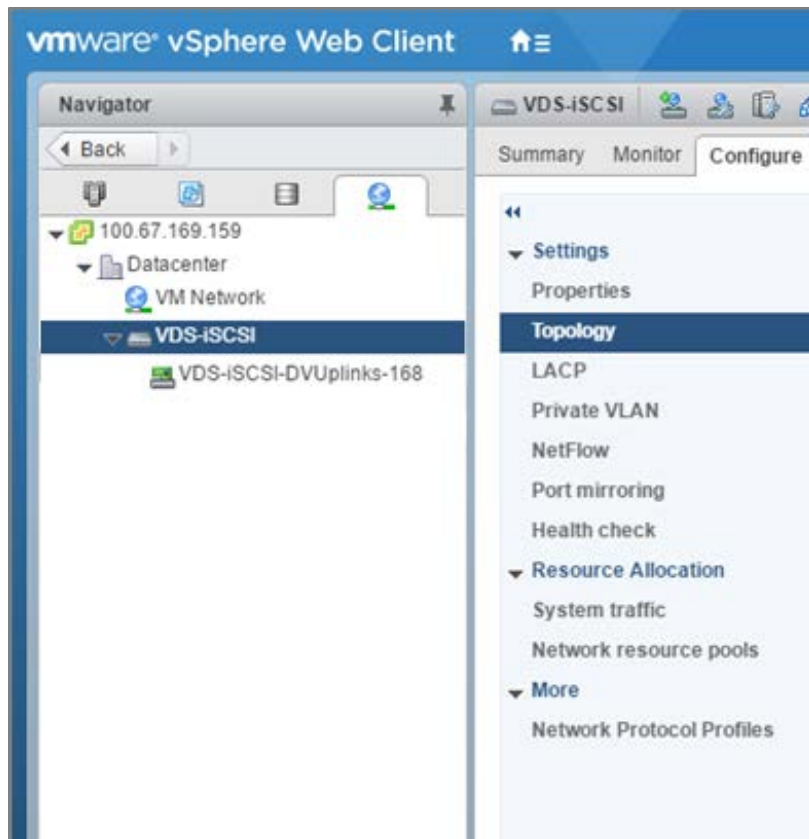 vmware® vSphere Web Client
Navigator
Back
100.67.169.159
Datacenter
VM Network
VDS-iSCSI
VDS-iSCSI-DVUplinks-168
VDS-iSCSI
Summary Monitor Configure
Settings
Properties
Topology
LACP
Private VLAN
NetFlow
Port mirroring
Health check
Resource Allocation
System traffic
Network resource pools
More
Network Protocol Profiles